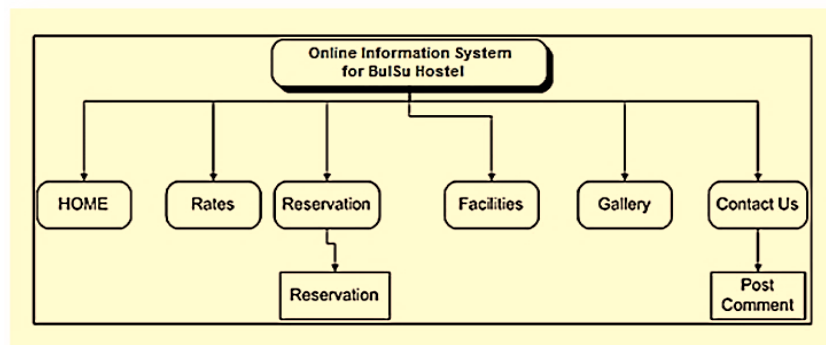 Online Information System
for BulSu Hostel
HOME
Rates
Reservation
Facilities
Gallery
Contact Us
Reservation
Post
Comment